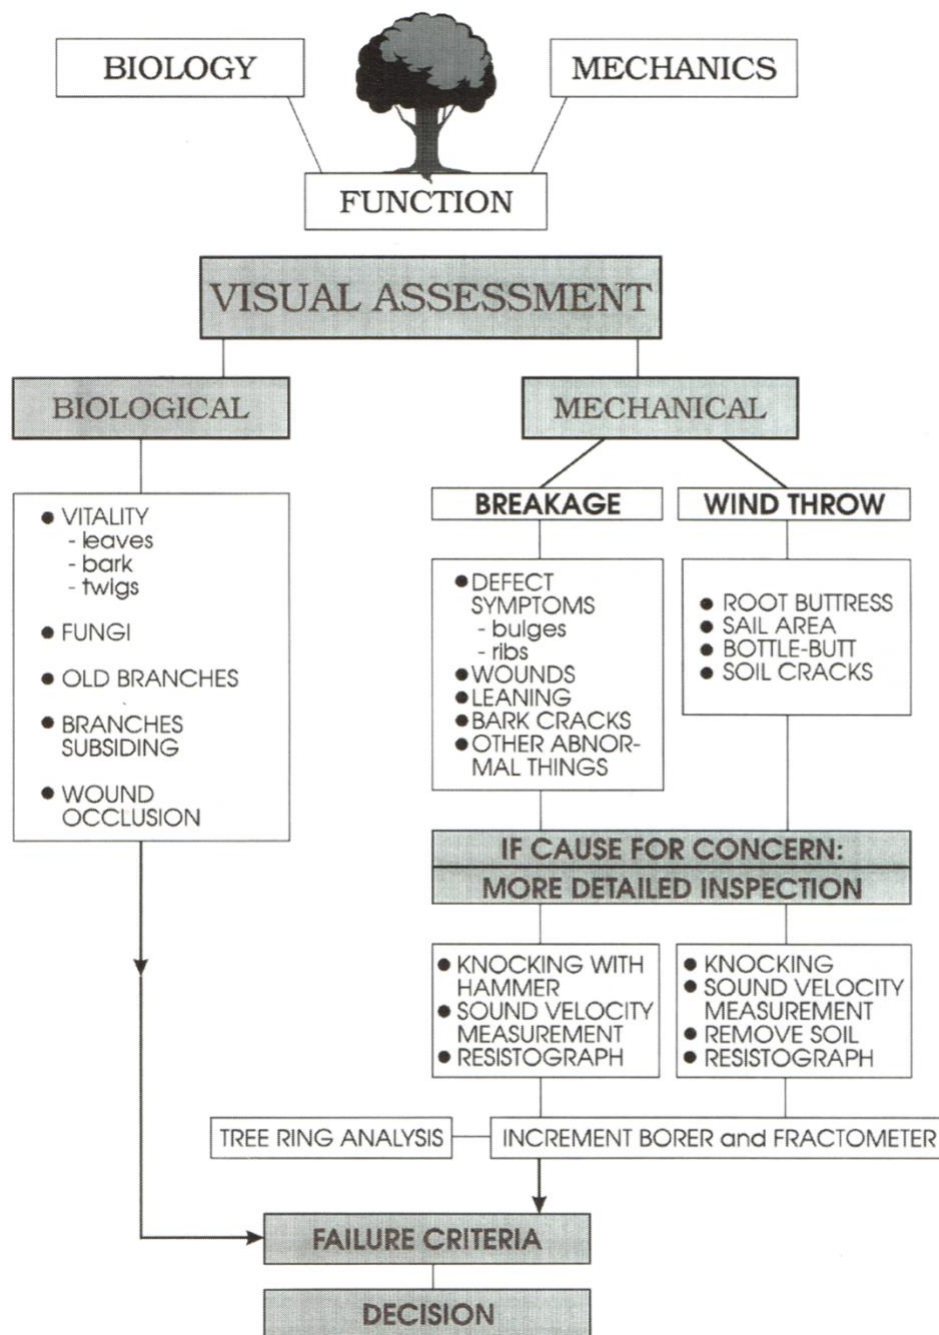 BIOLOGY
MECHANICS
FUNCTION
VISUAL ASSESSMENT
BIOLOGICAL
MECHANICAL
● VITALITY
- leaves
- bark
- twigs
● FUNGI
● OLD BRANCHES
● BRANCHES
SUBSIDING
● WOUND
OCCLUSION
BREAKAGE
● DEFECT
SYMPTOMS
- bulges
- ribs
● WOUNDS
● LEANING
● BARK CRACKS
● OTHER ABNOR-
MAL THINGS
WIND THROW
● ROOT BUTTRESS
● SAIL AREA
● BOTTLE-BUTT
● SOIL CRACKS
IF CAUSE FOR CONCERN:
MORE DETAILED INSPECTION
● KNOCKING WITH
HAMMER
● SOUND VELOCITY
MEASUREMENT
● RESISTOGRAPH
● KNOCKING
● SOUND VELOCITY
MEASUREMENT
● REMOVE SOIL
● RESISTOGRAPH
TREE RING ANALYSIS
INCREMENT BORER and FRACTOMETER
FAILURE CRITERIA
DECISION